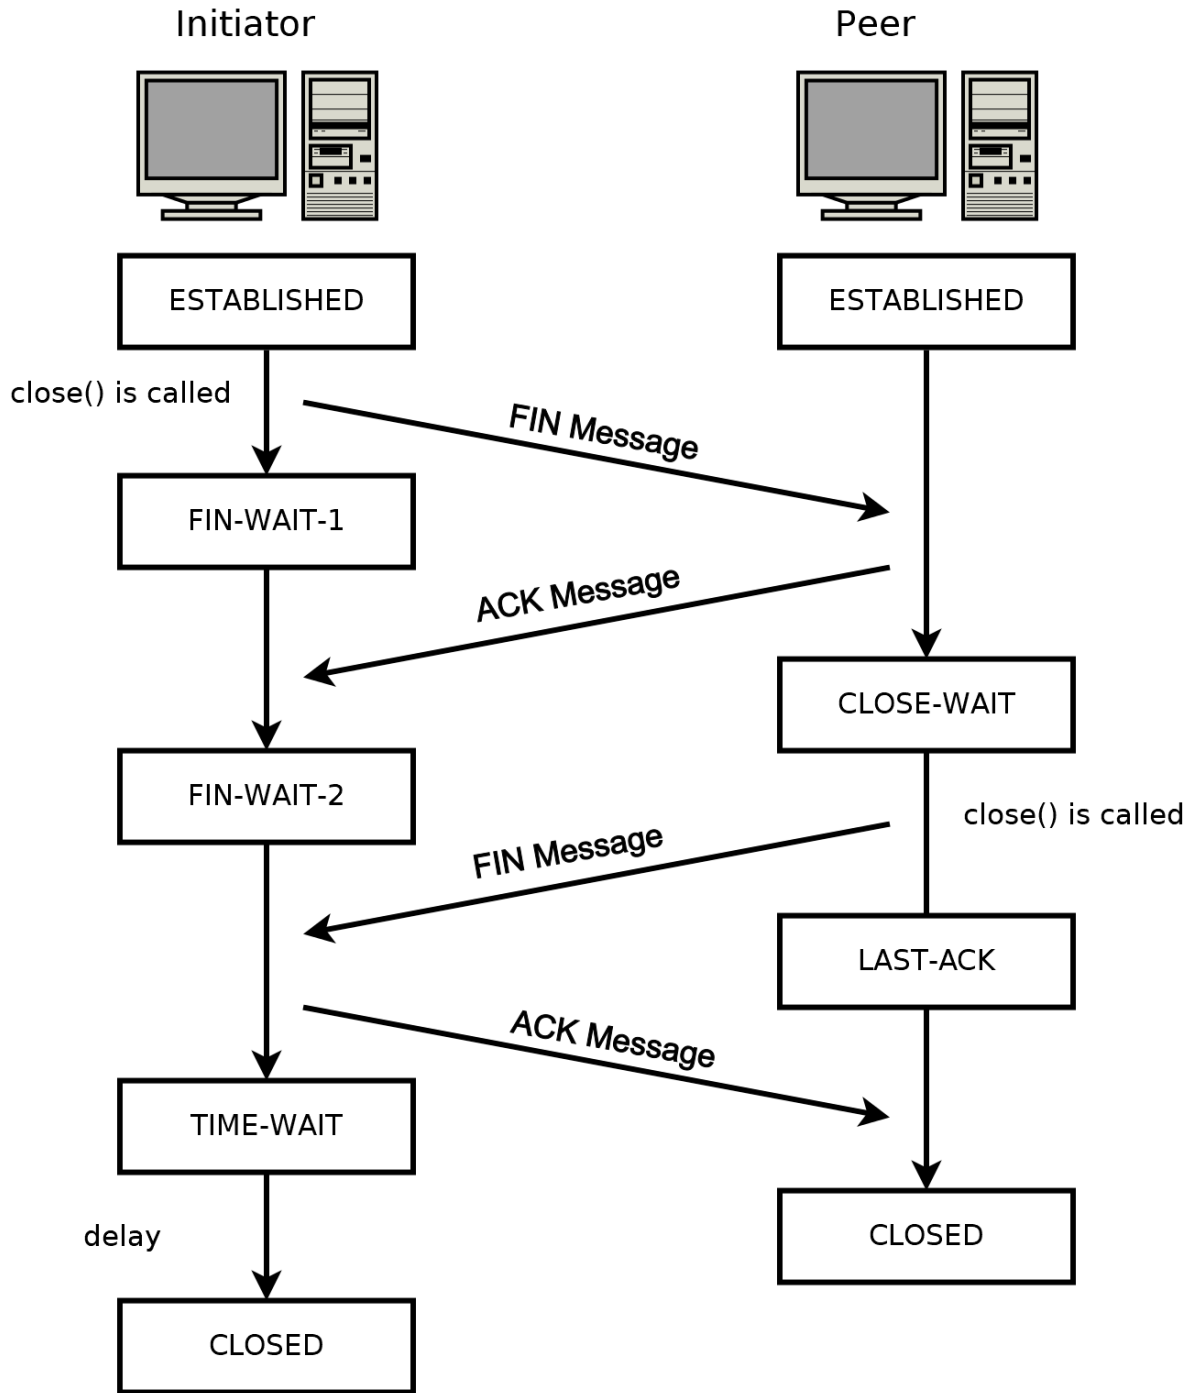 Initiator
Peer
ESTABLISHED
ESTABLISHED
close() is called
FIN Message
FIN-WAIT-1
ACK Message
CLOSE-WAIT
FIN-WAIT-2
close() is called
FIN Message
LAST-ACK
ACK Message
TIME-WAIT
delay
CLOSED
CLOSED